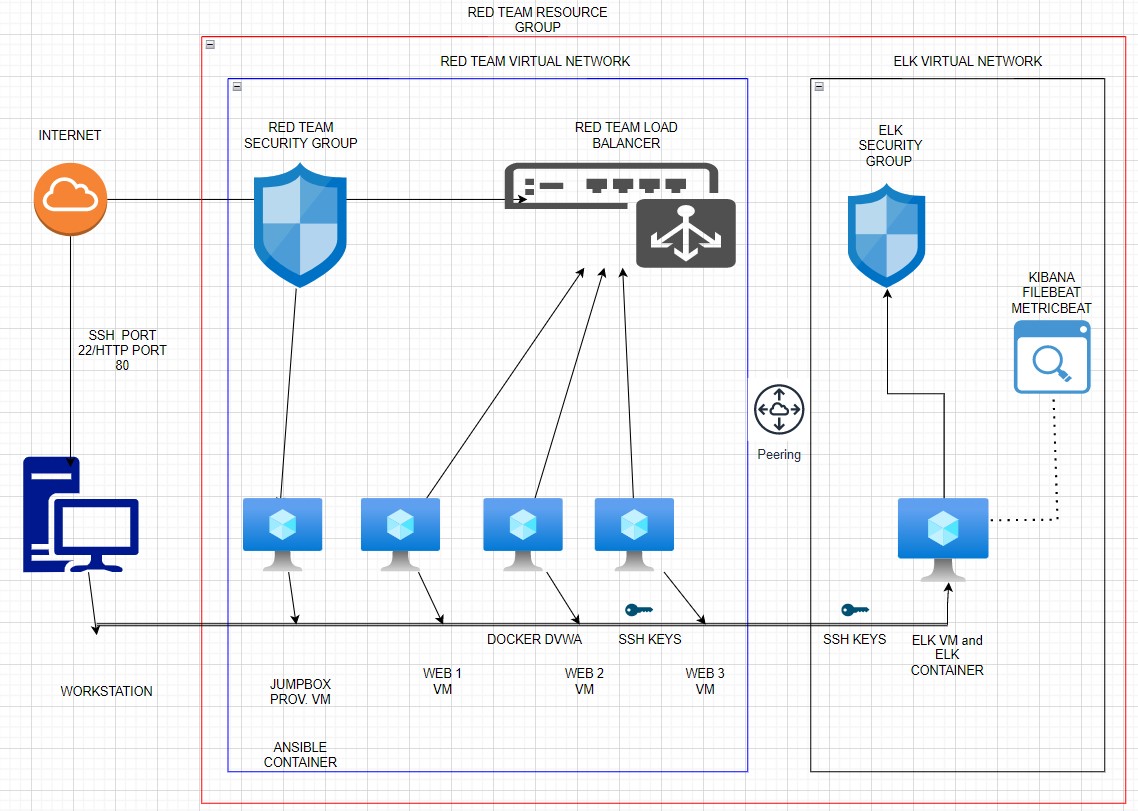 RED TEAM RESOURCE
GROUP
RED TEAM VIRTUAL NETWORK
ELK VIRTUAL NETWORK
INTERNET
RED TEAM
SECURITY GROUP
RED TEAM LOAD
BALANCER
ELK
SECURITY
GROUP
KIBANA
FILEBEAT
METRICBEAT
SSH PORT
22/HTTP PORT
80
Peering
DOCKER DVWA
SSH KEYS
SSH KEYS
ELK VM and
ELK
CONTAINER
WORKSTATION
JUMPBOX
PROV. VM
WEB 1
VM
WEB 2
VM
WEB 3
VM
ANSIBLE
CONTAINER